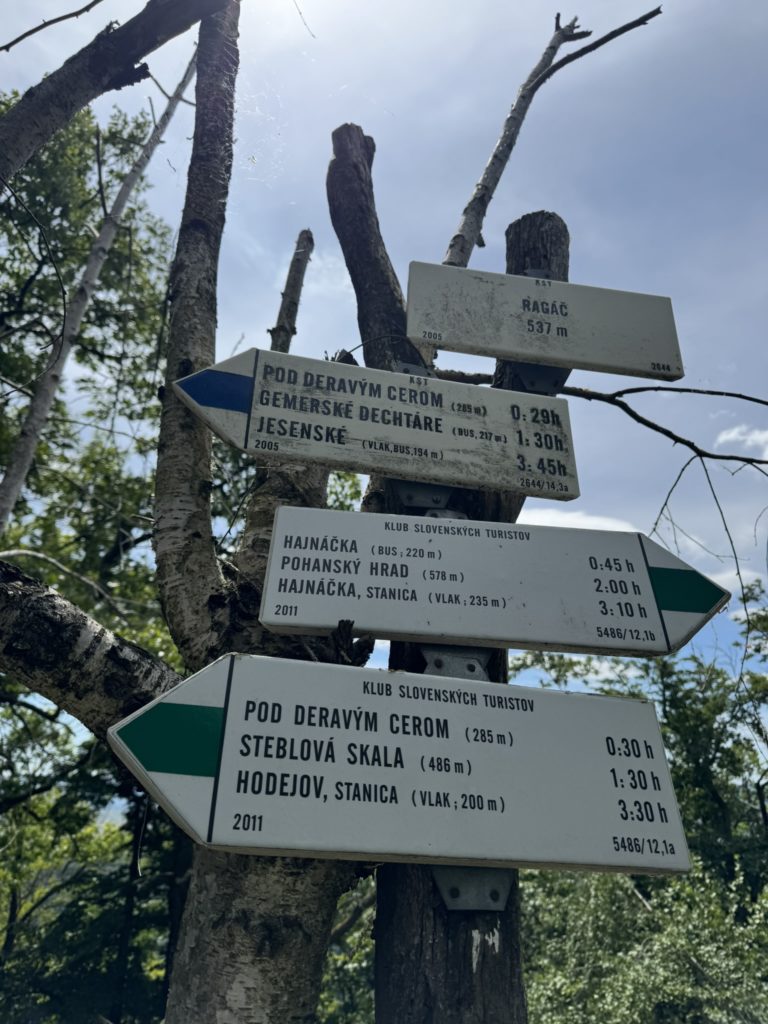 KST
RAGÁČ
537 m
2005 2644
KST
POD DERAVÝM CEROM (285 m) 0:29h
GEMERSKÉ DECHTÁRE (BUS, 217 m) 1:30h
JESENSKÉ (VLAK,BUS,194 m) 3:45h
2005 2644/14,3a
KLUB SLOVENSKÝCH TURISTOV
HAJNÁČKA (BUS ; 220 m) 0:45 h
POHANSKÝ HRAD (578 m) 2:00 h
HAJNÁČKA, STANICA (VLAK ; 235 m) 3:10 h
2011 5486/12,1b
KLUB SLOVENSKÝCH TURISTOV
POD DERAVÝM CEROM (285 m) 0:30 h
STEBLOVÁ SKALA (486 m) 1:30 h
HODEJOV, STANICA (VLAK ; 200 m) 3:30 h
2011 5486/12,1a